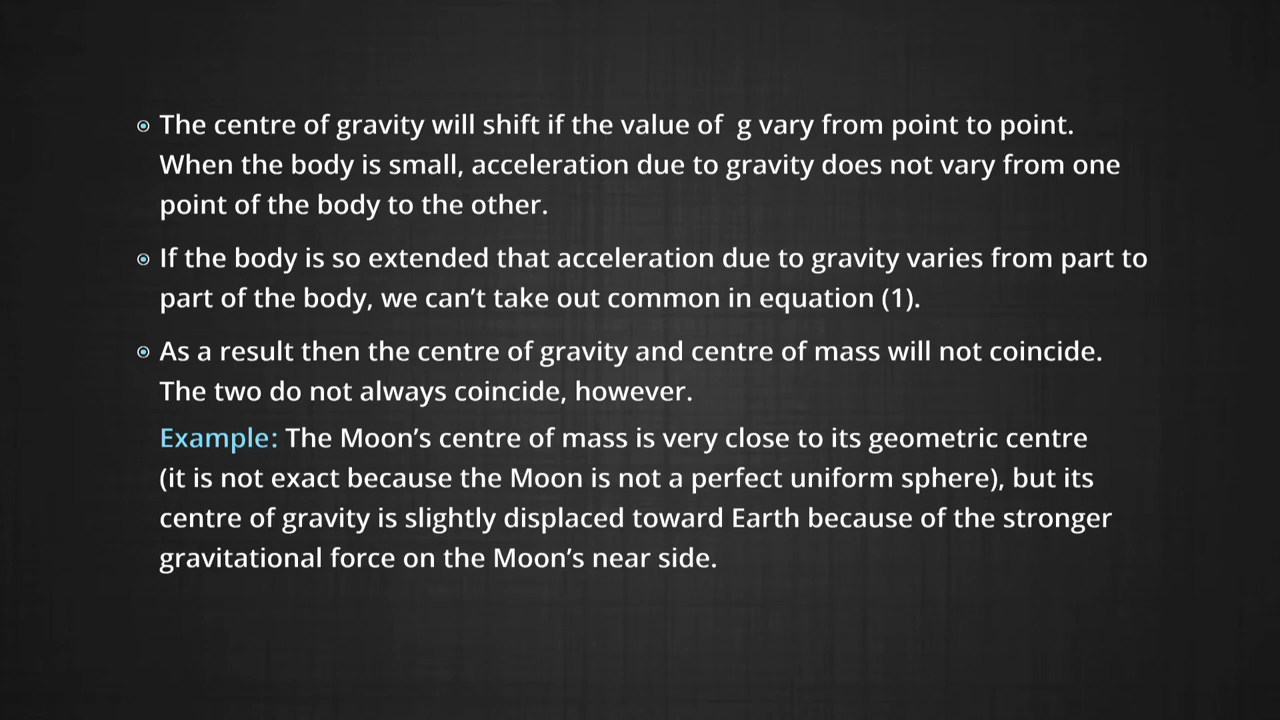 The centre of gravity will shift if the value of g vary from point to point.
When the body is small, acceleration due to gravity does not vary from one
point of the body to the other.
If the body is so extended that acceleration due to gravity varies from part to
part of the body, we can't take out common in equation (1).
As a result then the centre of gravity and centre of mass will not coincide.
The two do not always coincide, however.
Example: The Moon's centre of mass is very close to its geometric centre
(it is not exact because the Moon is not a perfect uniform sphere), but its
centre of gravity is slightly displaced toward Earth because of the stronger
gravitational force on the Moon's near side.